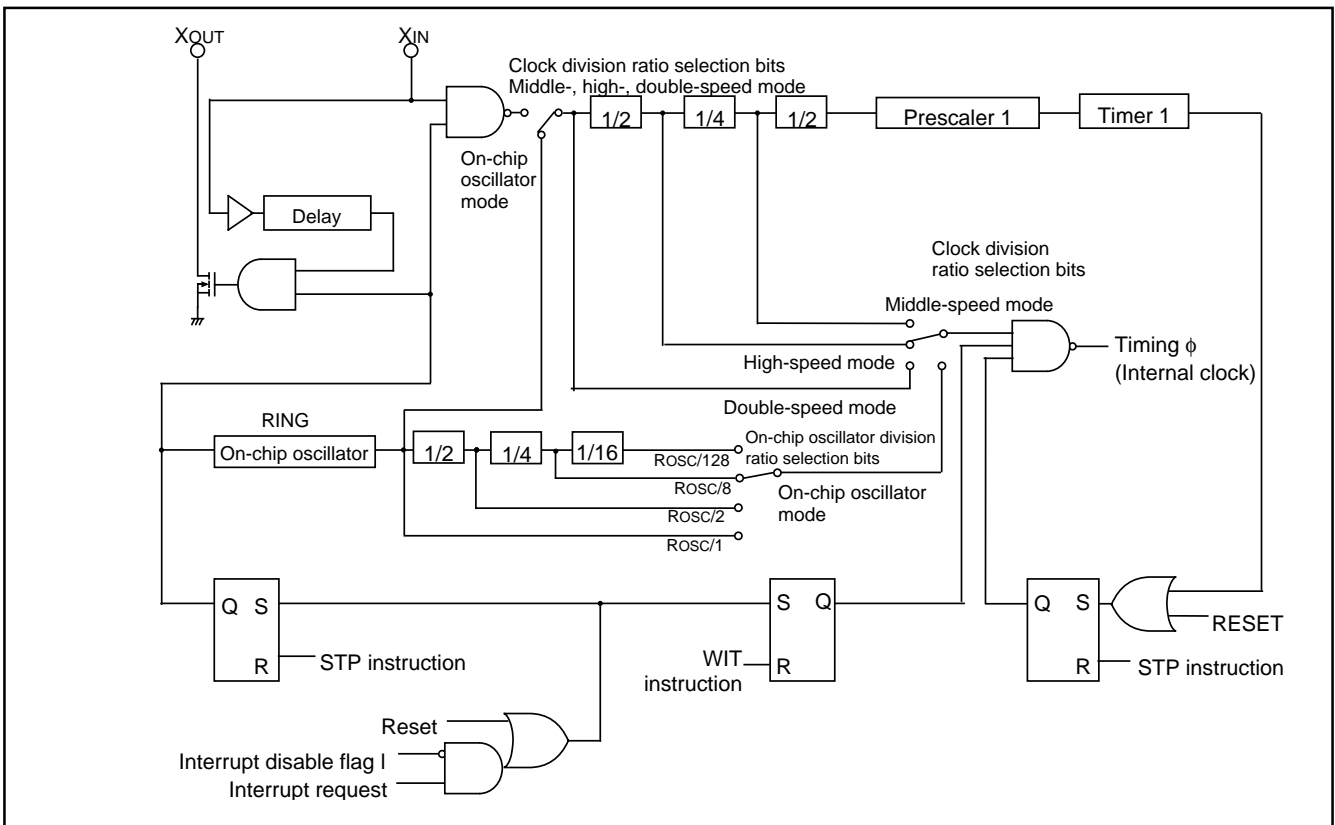 XOUT
XIN
Clock division ratio selection bits
Middle-, high-, double-speed mode
1/2
1/4
1/2
Prescaler 1
Timer 1
On-chip
oscillator
mode
Delay
Clock division
ratio selection bits
Middle-speed mode
High-speed mode
Timing ϕ
(Internal clock)
Double-speed mode
RING
On-chip oscillator
1/2
1/4
1/16
On-chip oscillator division
ratio selection bits
ROSC/128
ROSC/8
On-chip oscillator
mode
ROSC/2
ROSC/1
Q S
R
STP instruction
S Q
R
WIT
instruction
Q S
R
RESET
STP instruction
Reset
Interrupt disable flag I
Interrupt request